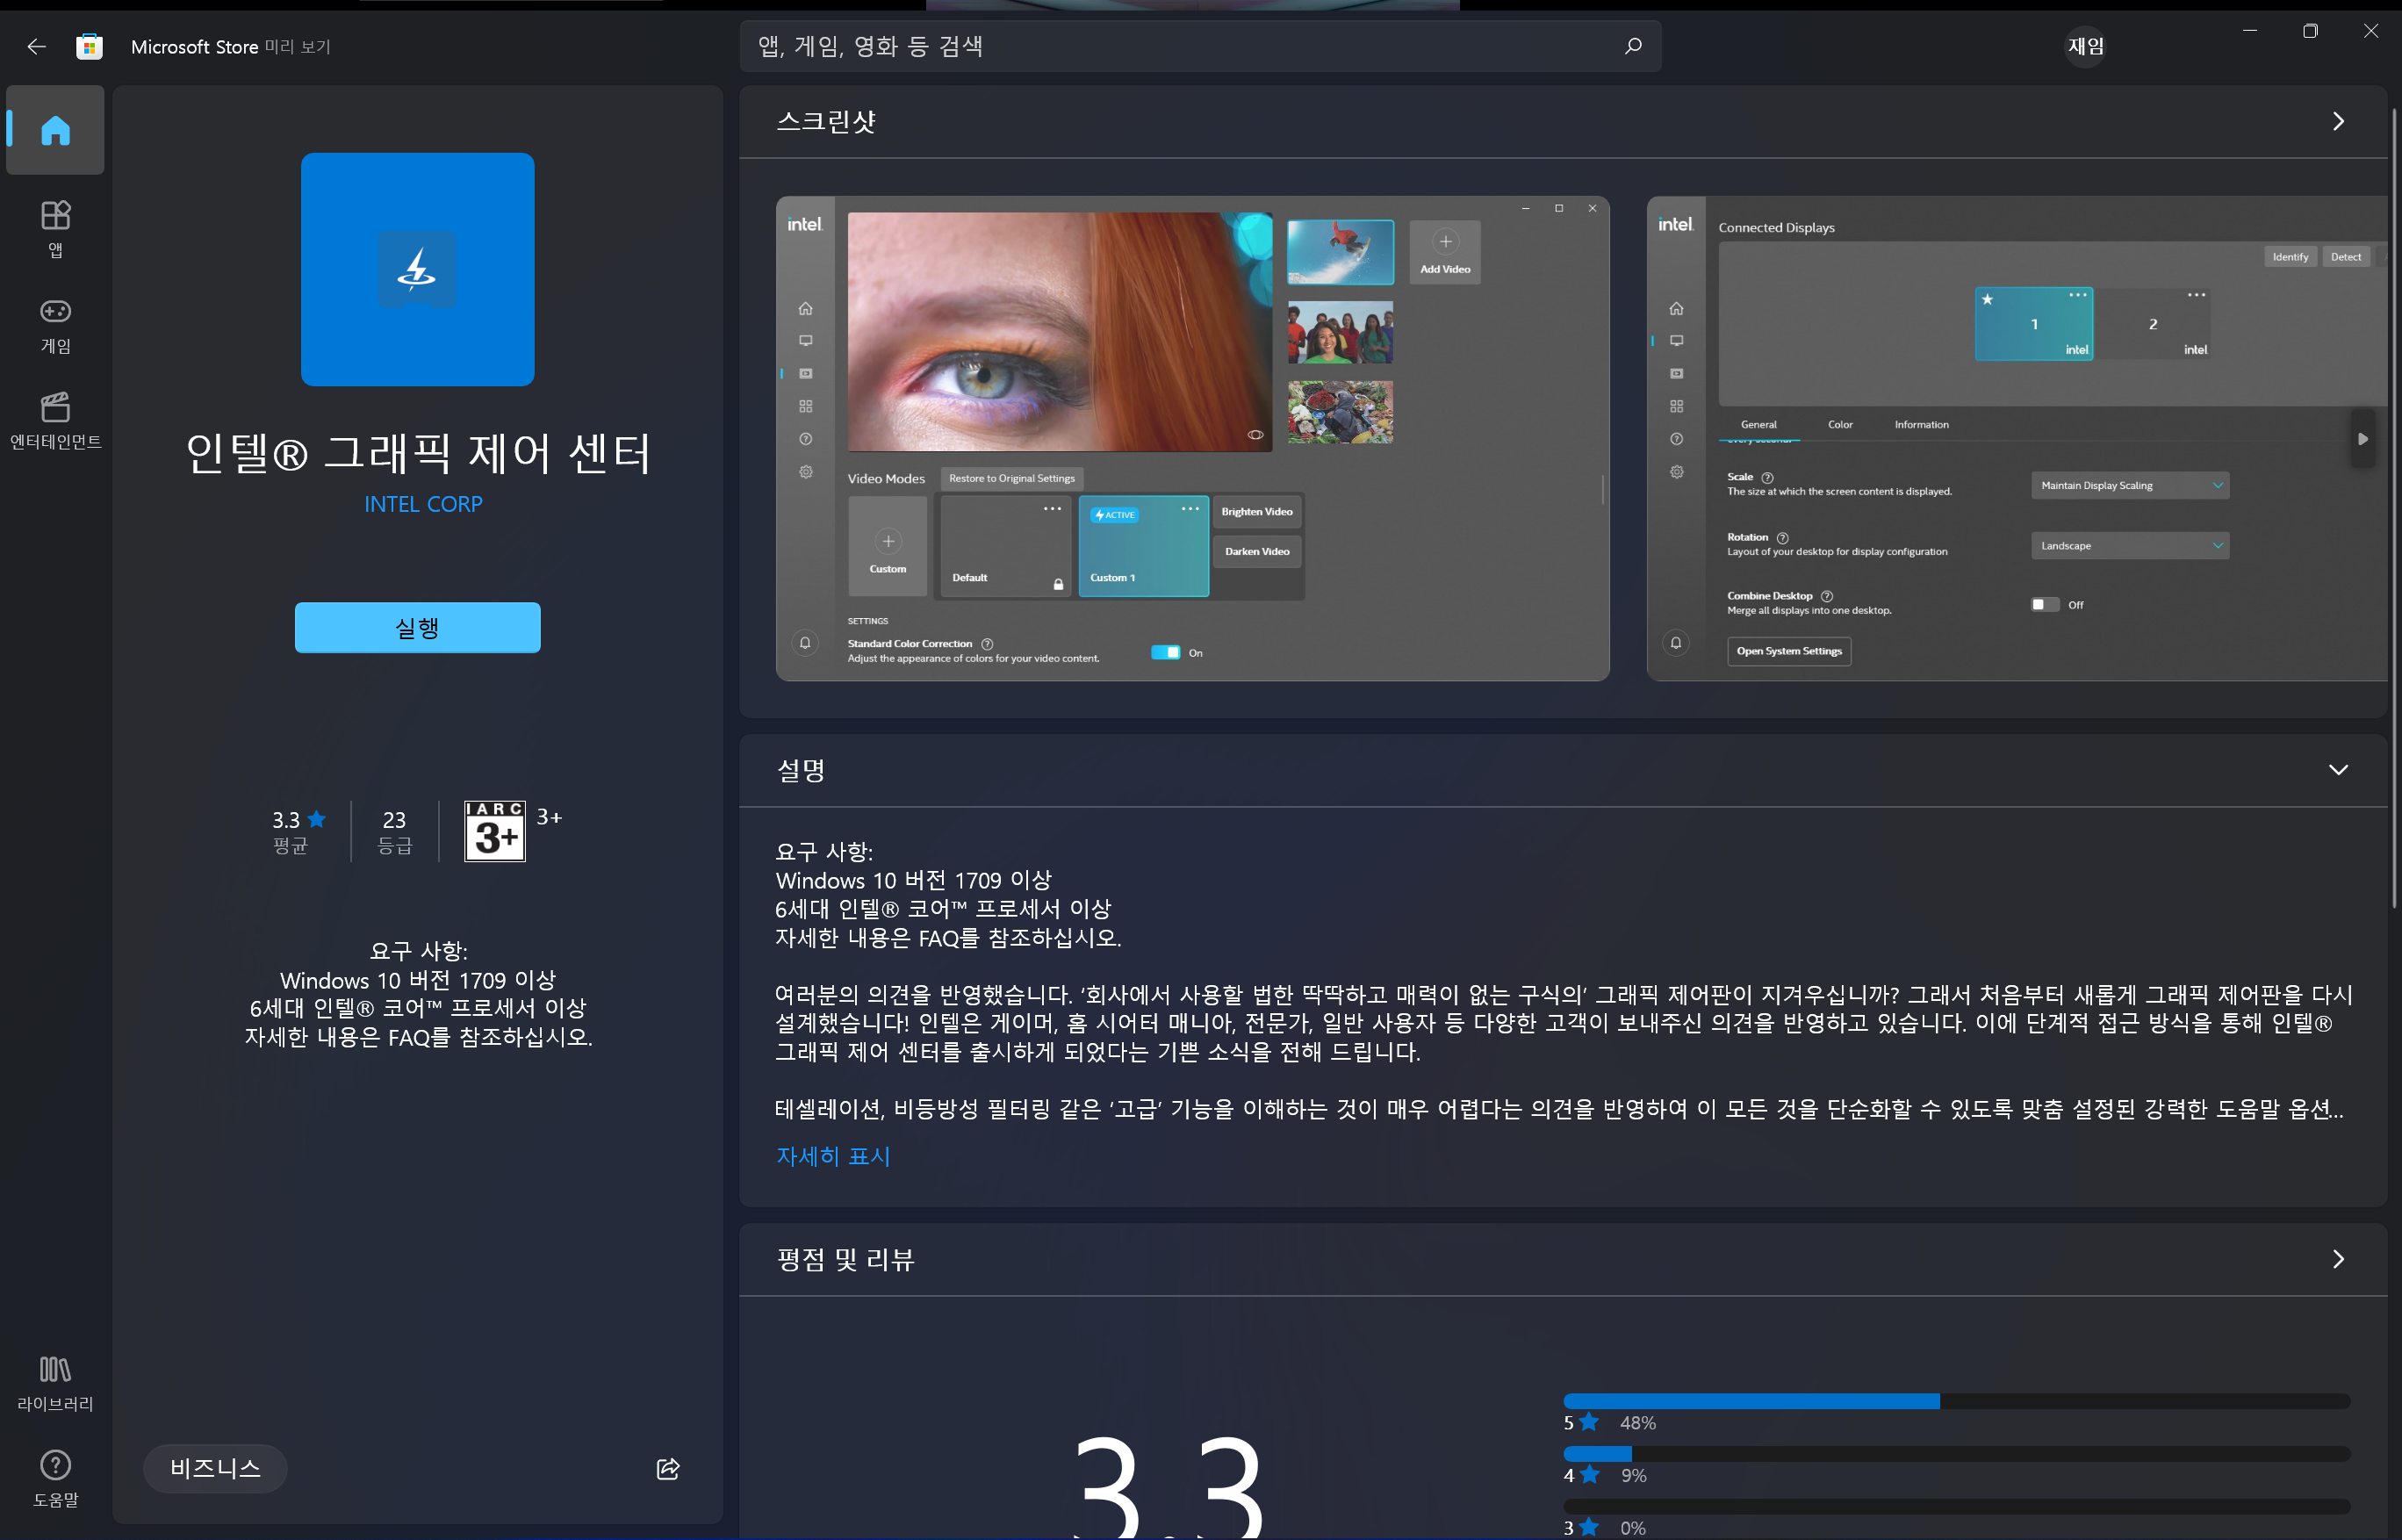 Microsoft Store 미리 보기
앱, 게임, 영화 등 검색
재임
앱
게임
엔터테인먼트
라이브러리
도움말
인텔® 그래픽 제어 센터
INTEL CORP
실행
3.3
평균
23
등급
IARC
3+
3+
요구 사항:
Windows 10 버전 1709 이상
6세대 인텔® 코어™ 프로세서 이상
자세한 내용은 FAQ를 참조하십시오.
비즈니스
스크린샷
intel.
Add Video
Video Modes
Restore to Original Settings
Custom
Default
ACTIVE
Custom 1
Brighten Video
Darken Video
SETTINGS
Standard Color Correction
Adjust the appearance of colors for your video content.
On
intel.
Connected Displays
Identify
Detect
1
intel
2
intel
General
Color
Information
every second
Scale
The size at which the screen content is displayed.
Maintain Display Scaling
Rotation
Layout of your desktop for display configuration
Landscape
Combine Desktop
Merge all displays into one desktop.
Off
Open System Settings
설명
요구 사항:
Windows 10 버전 1709 이상
6세대 인텔® 코어™ 프로세서 이상
자세한 내용은 FAQ를 참조하십시오.
여러분의 의견을 반영했습니다. ‘회사에서 사용할 법한 딱딱하고 매력이 없는 구식의’ 그래픽 제어판이 지겨우십니까? 그래서 처음부터 새롭게 그래픽 제어판을 다시
설계했습니다! 인텔은 게이머, 홈 시어터 매니아, 전문가, 일반 사용자 등 다양한 고객이 보내주신 의견을 반영하고 있습니다. 이에 단계적 접근 방식을 통해 인텔®
그래픽 제어 센터를 출시하게 되었다는 기쁜 소식을 전해 드립니다.
테셀레이션, 비등방성 필터링 같은 ‘고급’ 기능을 이해하는 것이 매우 어렵다는 의견을 반영하여 이 모든 것을 단순화할 수 있도록 맞춤 설정된 강력한 도움말 옵션...
자세히 표시
평점 및 리뷰
3.3
5 48%
4 9%
3 0%